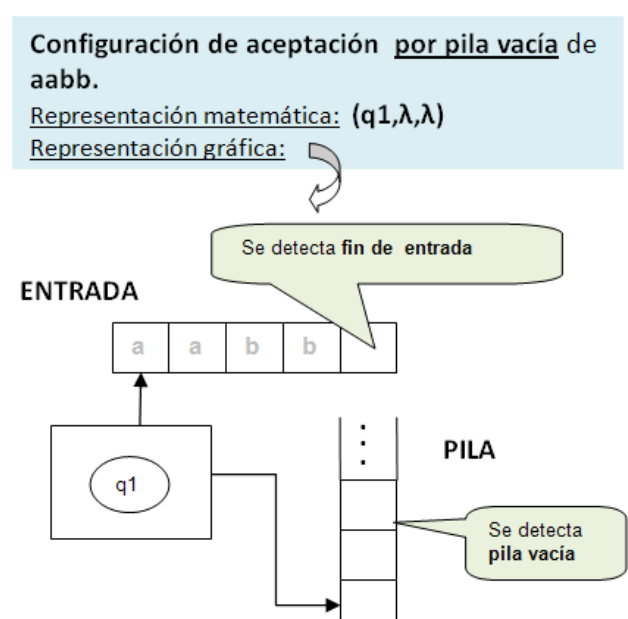 Configuración de aceptación por pila vacía de
aabb.
Representación matemática: (q1,λ,λ)
Representación gráfica:
Se detecta fin de entrada
ENTRADA
a a b b
q1
PILA
Se detecta
pila vacía